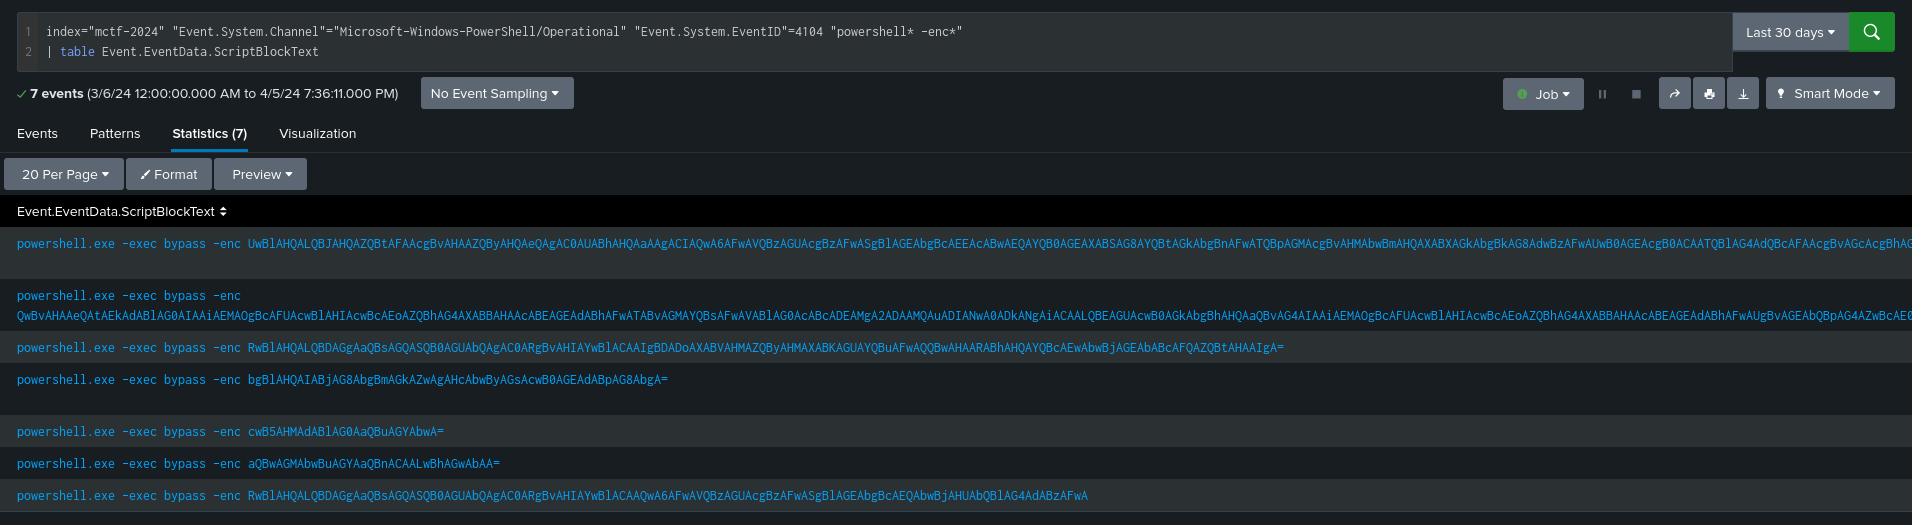 1 index="mctf-2024" "Event.System.Channel"="Microsoft-Windows-PowerShell/Operational" "Event.System.EventID"=4104 "powershell* -enc*"
2 | table Event.EventData.ScriptBlockText
Last 30 days
7 events (3/6/24 12:00:00.000 AM to 4/5/24 7:36:11.000 PM)
No Event Sampling
Job
Smart Mode
Events Patterns Statistics (7) Visualization
20 Per Page Format Preview
Event.EventData.ScriptBlockText
powershell.exe -exec bypass -enc UwBlAHQALQBJAHQAZQBtAFAAcgBvAHAAZQByAHQAeQAgAC0AUABhAHQAaAAgACIAQwA6AFwAVQBzAGUAcgBzAFwASgBlAGEAbgBcAEEAcABwAEQAYQB0AGEAXABSAG8AYQBtAGkAbgBnAFwATQBpAGMAcgBvAHMAbwBmAHQAXABXAGkAbgBkAG8AdwBzAFwAUwB0AGEAcgB0ACAATQBlAG4AdQBcAFAAcgBvAGcAcgBhAG
powershell.exe -exec bypass -enc
QwBvAHAAeQAtAEkAdABlAG0AIAAiAEMAOgBcAFUAcwBlAHIAcwBcAEoAZQBhAG4AXABBAHAAcABEAGEAdABhAFwATABvAGMAYQBsAFwAVABlAG0AcABcADEAMgA2ADAAMQAuADIANwA0ADkANgAiACAALQBEAGUAcwB0AGkAbgBhAHQAaQBvAG4AIAAiAEMAOgBcAFUAcwBlAHIAcwBcAEoAZQBhAG4AXABBAHAAcABEAGEAdABhAFwAUgBvAGEAbQBpAG4AZwBcAE0
powershell.exe -exec bypass -enc RwBlAHQALQBDAGgAaQBsAGQASQB0AGUAbQAgAC0ARgBvAHIAYwBlACAAIgBDADoAXABVAHMAZQByAHMAXABKAGUAYQBuAFwAQQBwAHAARABhAHQAYQBcAEwAbwBjAGEAbABcAFQAZQBtAHAAIgA=
powershell.exe -exec bypass -enc bgBlAHQAIABjAG8AbgBmAGkAZwAgAHcAbwByAGsAcwB0AGEAdABpAG8AbgA=
powershell.exe -exec bypass -enc cwB5AHMAdABlAG0AaQBuAGYAbwA=
powershell.exe -exec bypass -enc aQBwAGMAbwBuAGYAaQBnACAALwBhAGwAbAA=
powershell.exe -exec bypass -enc RwBlAHQALQBDAGgAaQBsAGQASQB0AGUAbQAgAC0ARgBvAHIAYwBlACAAQwA6AFwAVQBzAGUAcgBzAFwASgBlAGEAbgBcAEQAbwBjAHUAbQBlAG4AdABzAFwA